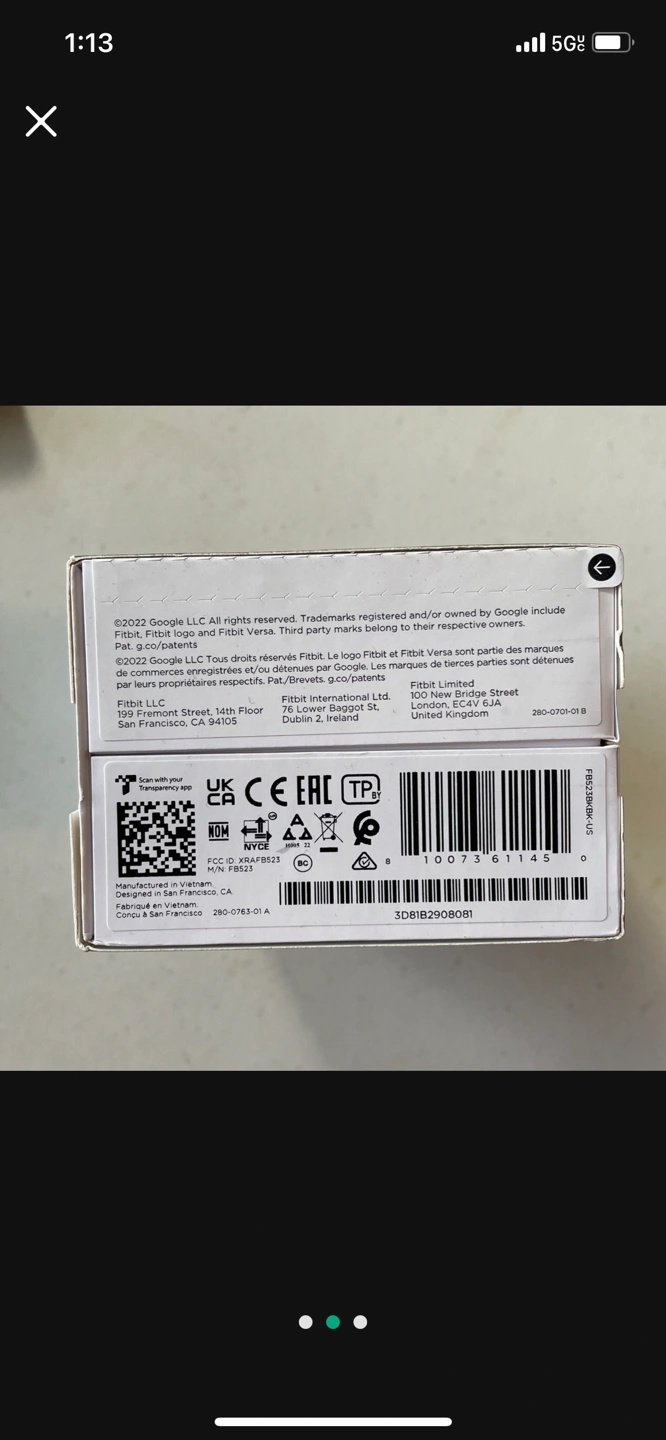 1:13
5GUC
©2022 Google LLC All rights reserved. Trademarks registered and/or owned by Google include
Fitbit, Fitbit logo and Fitbit Versa. Third party marks belong to their respective owners.
Pat. g.co/patents
©2022 Google LLC Tous droits réservés Fitbit. Le logo Fitbit et Fitbit Versa sont partie des marques
de commerces enregistrées et/ou détenues par Google. Les marques de tierces parties sont détenues
par leurs propriétaires respectifs. Pat./Brevets. g.co/patents
Fitbit LLC
199 Fremont Street, 14th Floor
San Francisco, CA 94105
Fitbit International Ltd.
76 Lower Baggot St,
Dublin 2, Ireland
Fitbit Limited
100 New Bridge Street
London, EC4V 6JA
United Kingdom
280-0701-01 B
Scan with your
Transparency app
UK
CA
CE
EAC
TP
BY
NOM
NYCE
FCC ID: XRAFB523
M/N: FB523
BC
8 10073 61145 0
FB523BKBK-US
Manufactured in Vietnam.
Designed in San Francisco, CA.
Fabriqué en Vietnam.
Conçu à San Francisco
280-0763-01 A
3D81B2908081